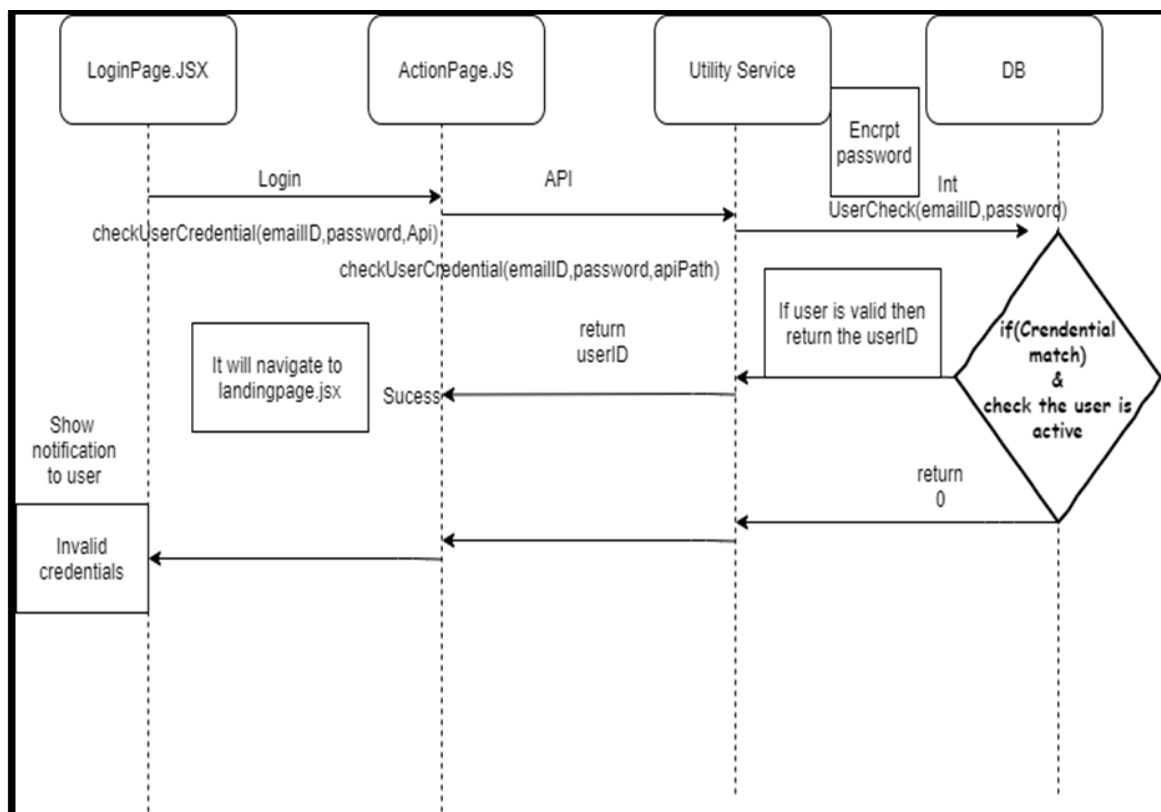 LoginPage.JSX
ActionPage.JS
Utility Service
DB
Encrpt
password
Login
API
Int
UserCheck(emailID,password)
checkUserCredential(emailID,password,Api)
checkUserCredential(emailID,password,apiPath)
If user is valid then
return the userID
if(Crendential
match)
&
check the user is
active
return
userID
It will navigate to
landingpage.jsx
Sucess
Show
notification
to user
return
0
Invalid
credentials